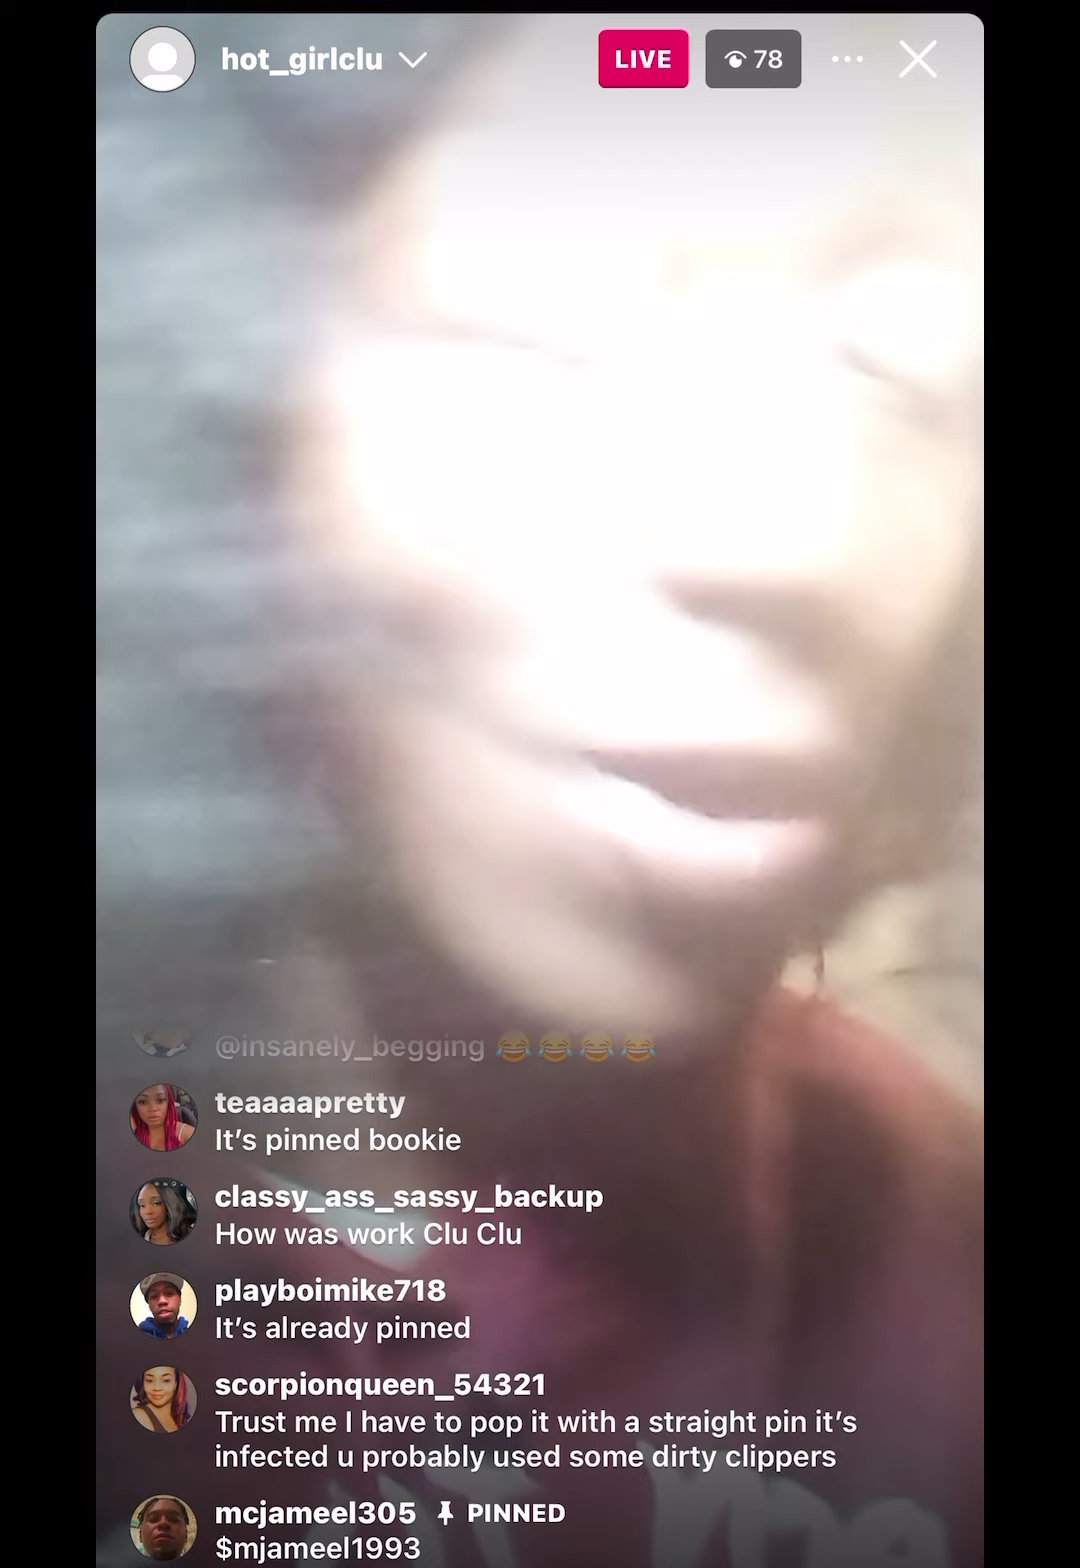 hot_girlclu
LIVE
78
@insanely_begging 😂😂😂😂
teaaaapretty
It's pinned bookie
classy_ass_sassy_backup
How was work Clu Clu
playboimike718
It's already pinned
scorpionqueen_54321
Trust me I have to pop it with a straight pin it's
infected u probably used some dirty clippers
mcjameel305 PINNED
$mjameel1993